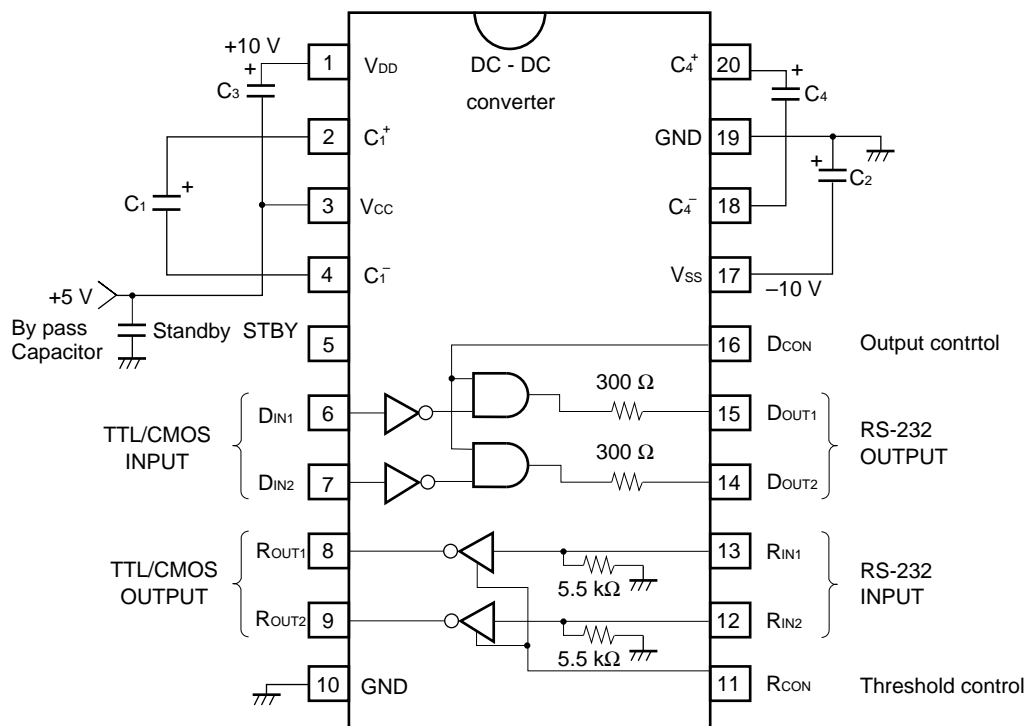 +10 V
1 VDD DC - DC C4+ 20
C3 + converter + C4
2 C1+ GND 19
C1 + + C2
3 VCC C4– 18
4 C1– VSS 17
+5 V –10 V
By pass
Capacitor
Standby STBY
5
16 DCON Output contrtol
300 Ω
6 DIN1 15 DOUT1
TTL/CMOS
INPUT
RS-232
OUTPUT
300 Ω
7 DIN2 14 DOUT2
ROUT1 8 13 RIN1
5.5 kΩ
TTL/CMOS
OUTPUT
RS-232
INPUT
ROUT2 9 12 RIN2
5.5 kΩ
10 GND 11 RCON Threshold control